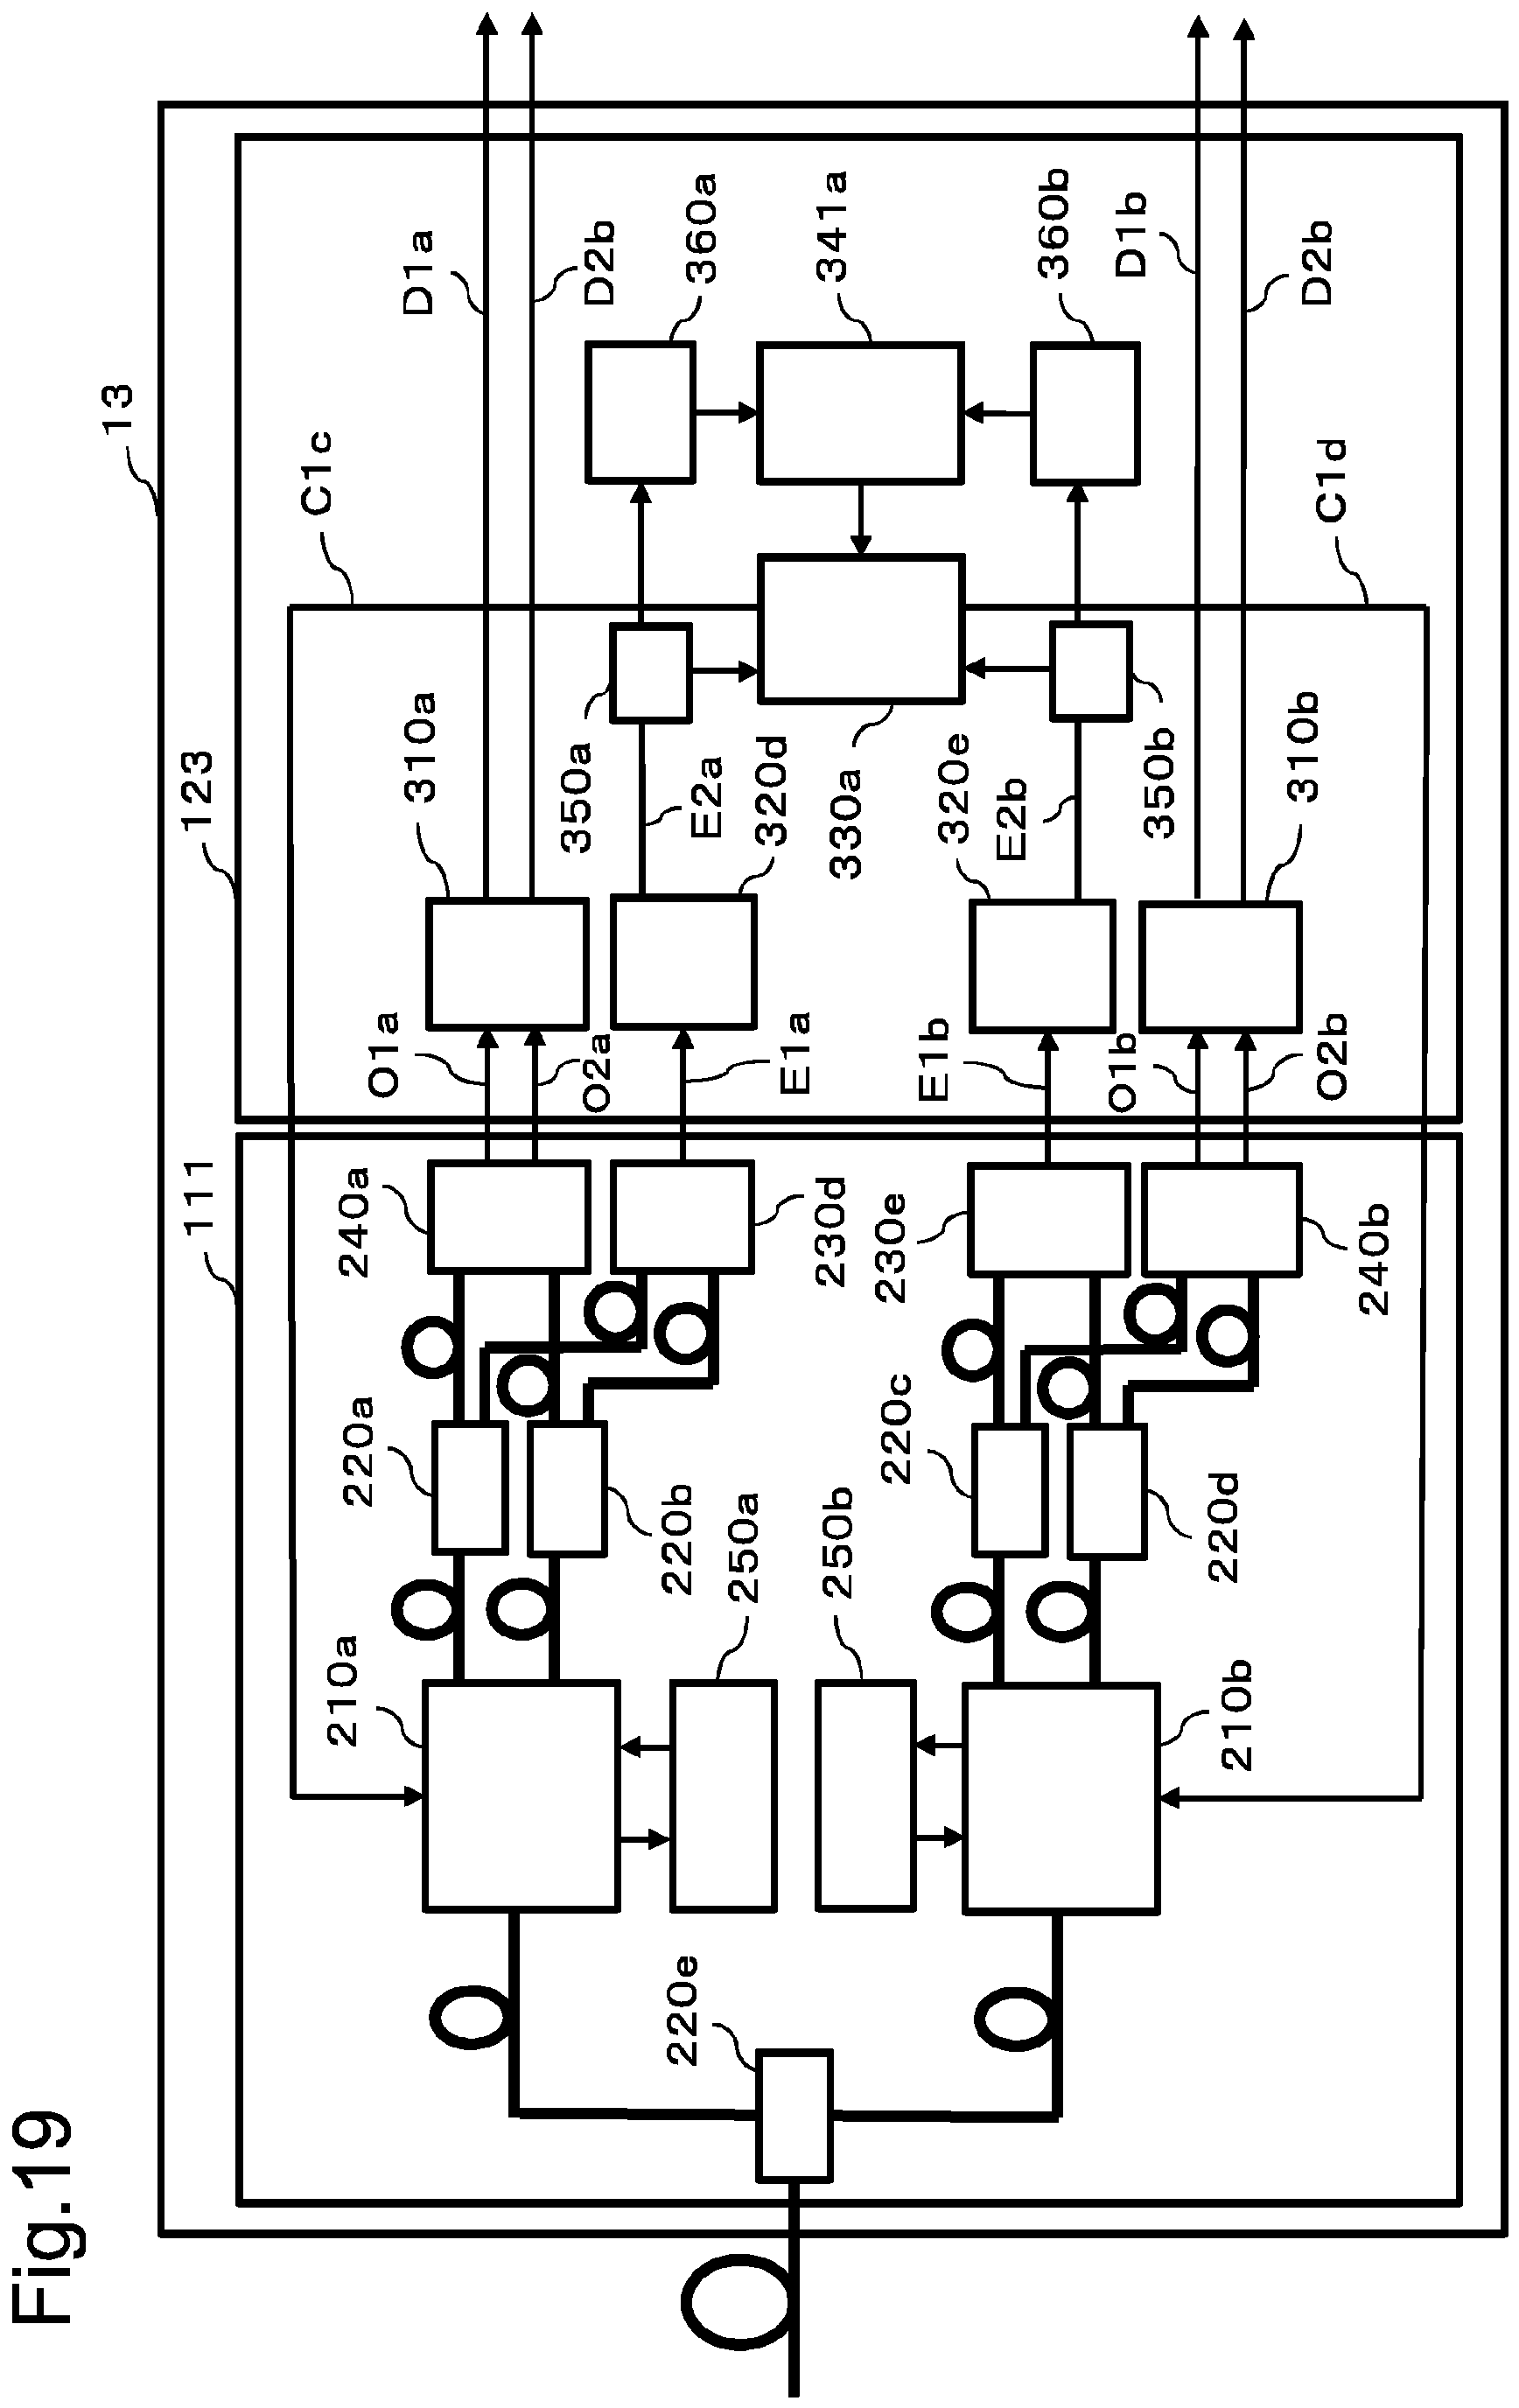 Fig.19
13
123
111
C1c
D1a
D2b
360a
341a
360b
D1b
D2b
C1d
310a
350a
E2a
320d
330a
320e
E2b
350b
310b
O1a
O2a
E1a
E1b
O1b
O2b
240a
230d
230e
240b
220a
220b
250a
250b
220c
220d
210a
210b
220e